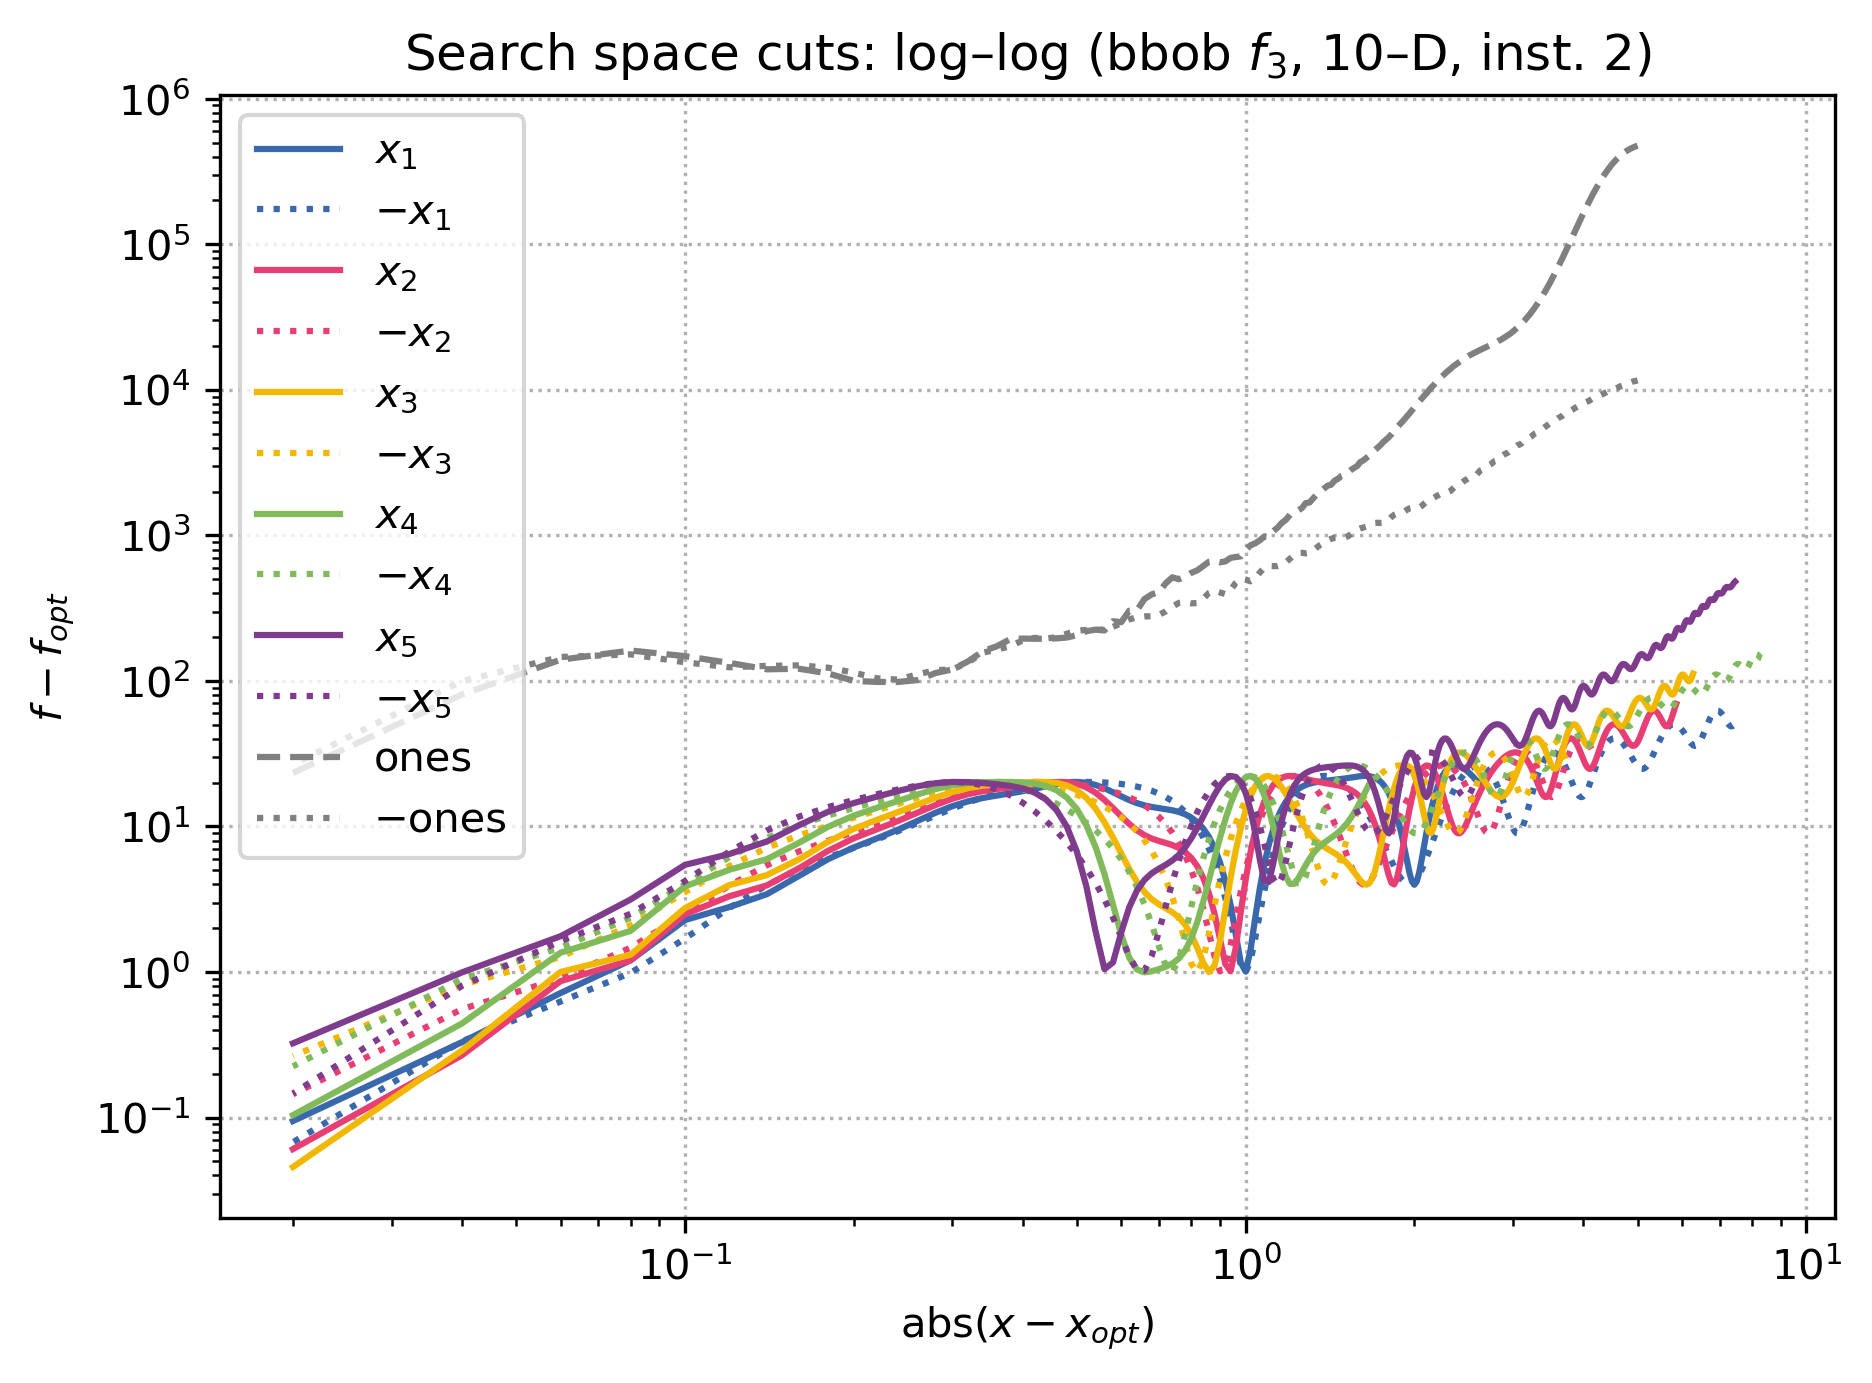 Search space cuts: log–log (bbob f₃, 10–D, inst. 2)
10⁶
10⁵
10⁴
10³
10²
10¹
10⁰
10⁻¹
f − f_opt
x₁
−x₁
x₂
−x₂
x₃
−x₃
x₄
−x₄
x₅
−x₅
ones
−ones
10⁻¹ 10⁰ 10¹
abs(x − x_opt)